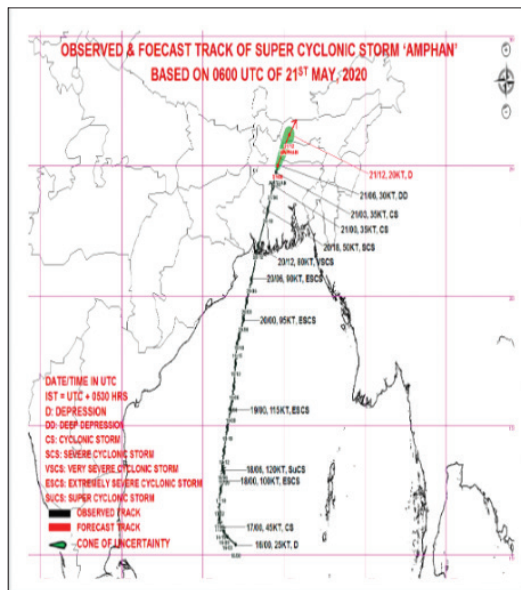 OBSERVED & FOECAST TRACK OF SUPER CYCLONIC STORM 'AMPHAN'
BASED ON 0600 UTC OF 21ST MAY, 2020
21/12, 20KT, D
21/06, 30KT, DD
21/03, 35KT, CS
21/00, 35KT, CS
20/18, 50KT, SCS
20/12, 80KT, VSCS
20/06, 90KT, ESCS
20/00, 95KT, ESCS
19/00, 115KT, ESCS
18/06, 120KT, SuCS
18/00, 100KT, ESCS
17/00, 45KT, CS
16/00, 25KT, D
DATE/TIME IN UTC
IST = UTC + 0530 HRS
D: DEPRESSION
DD: DEEP DEPRESSION
CS: CYCLONIC STORM
SCS: SEVERE CYCLONIC STORM
VSCS: VERY SEVERE CYCLONIC STORM
ESCS: EXTREMELY SEVERE CYCLONIC STORM
SUCS: SUPER CYCLONIC STORM
OBSERVED TRACK
FORECAST TRACK
CONE OF UNCERTAINTY